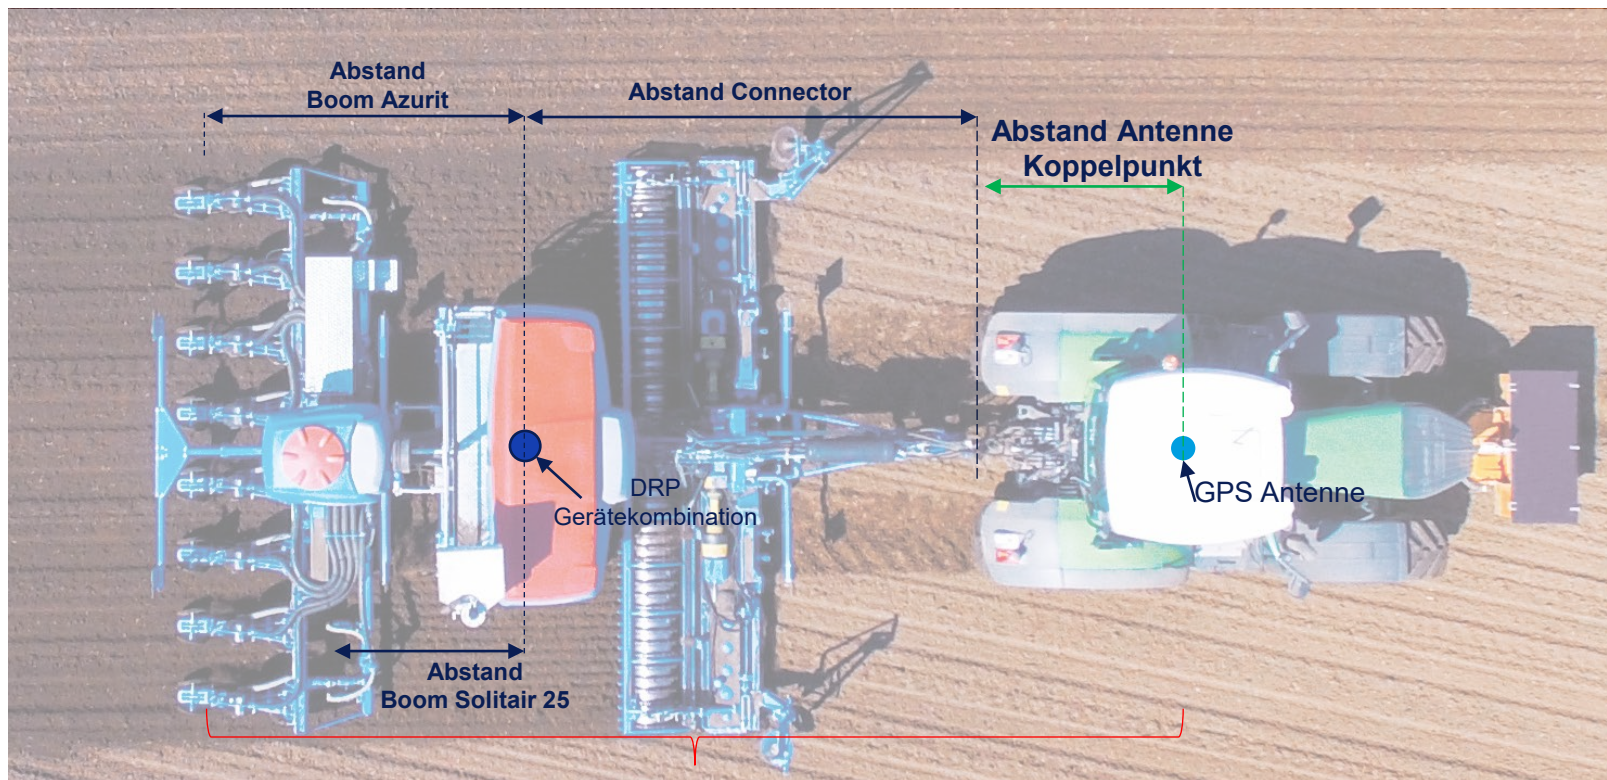 Abstand
Boom Azurit
Abstand Connector
Abstand Antenne
Koppelpunkt
DRP
Gerätekombination
GPS Antenne
Abstand
Boom Solitair 25